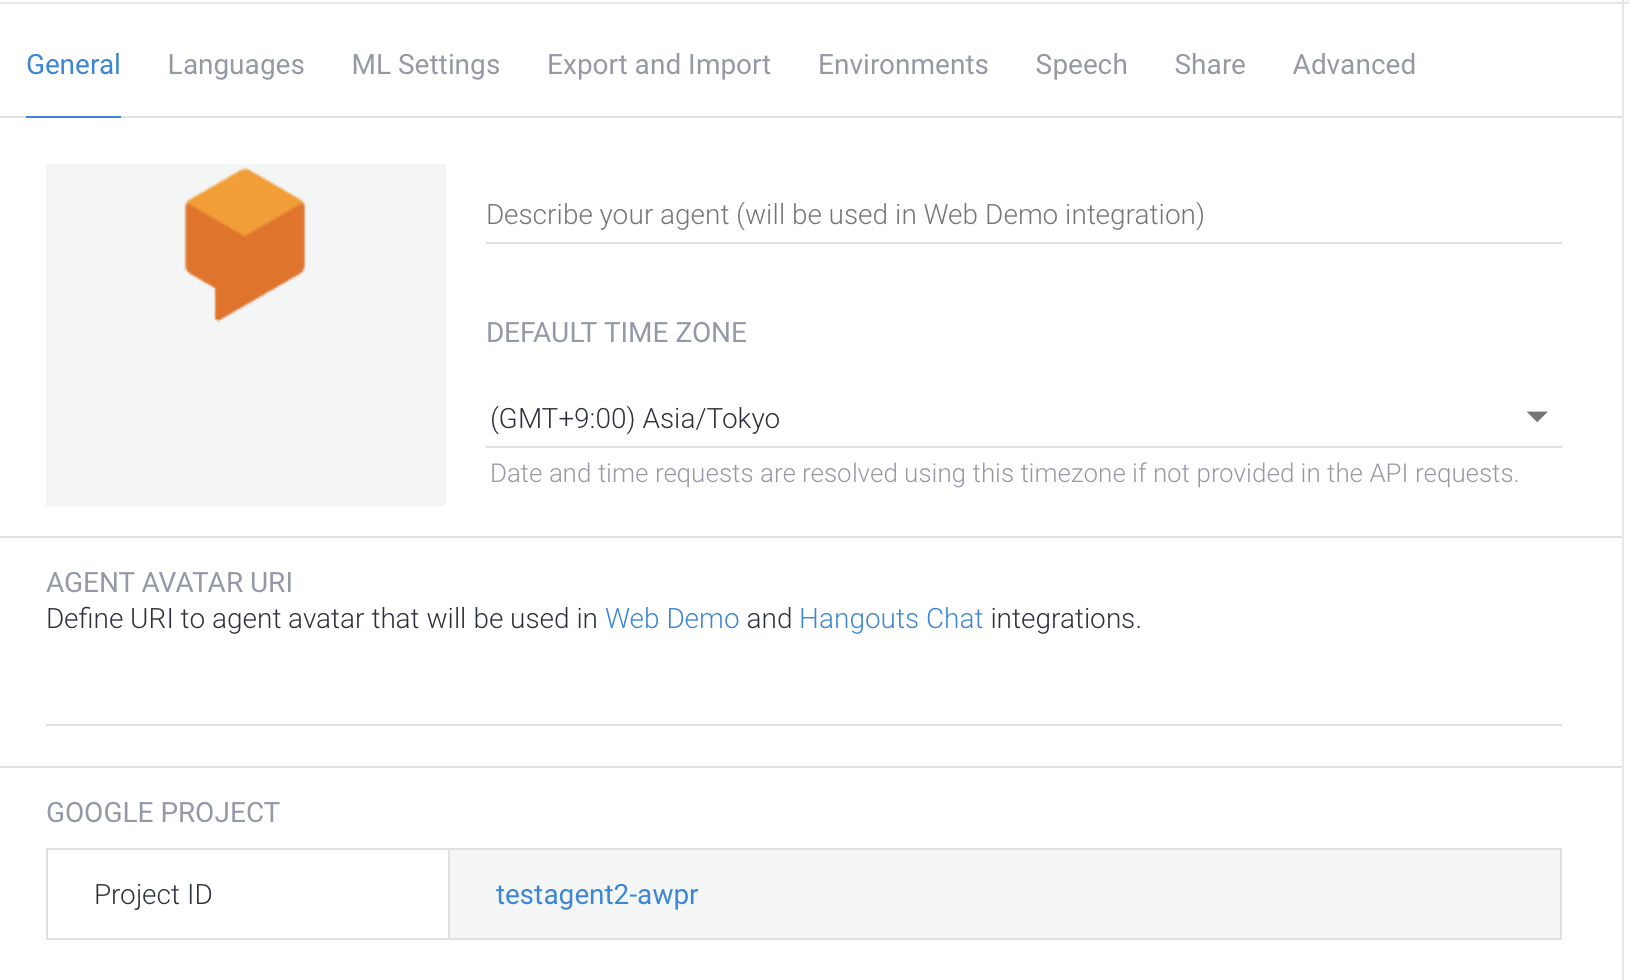 General Languages ML Settings Export and Import Environments Speech Share Advanced
Describe your agent (will be used in Web Demo integration)
DEFAULT TIME ZONE
(GMT+9:00) Asia/Tokyo
Date and time requests are resolved using this timezone if not provided in the API requests.
AGENT AVATAR URI
Define URI to agent avatar that will be used in Web Demo and Hangouts Chat integrations.
GOOGLE PROJECT
Project ID testagent2-awpr